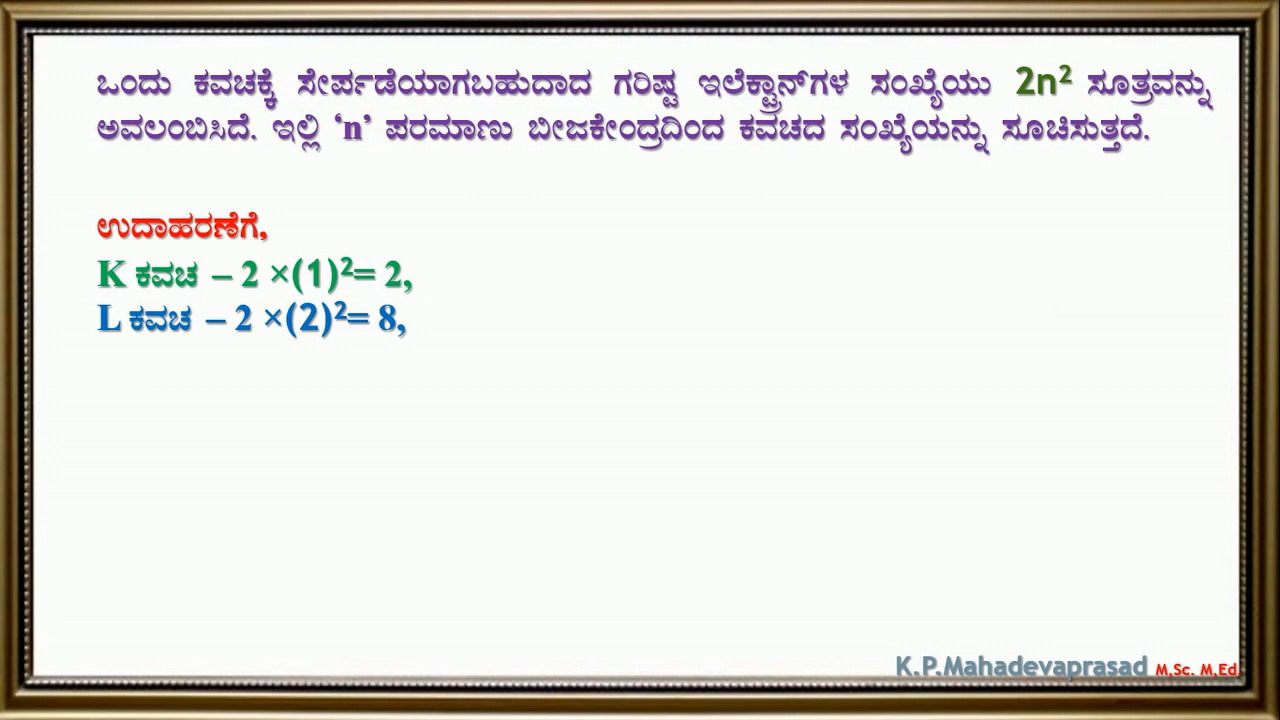 ಒಂದು ಕವಚಕ್ಕೆ ಸೇರ್ಪಡೆಯಾಗಬಹುದಾದ ಗರಿಷ್ಟ ಇಲೆಕ್ಟ್ರಾನ್‌ಗಳ ಸಂಖ್ಯೆಯು 2n² ಸೂತ್ರವನ್ನು
ಅವಲಂಬಿಸಿದೆ. ಇಲ್ಲಿ ‘n’ ಪರಮಾಣು ಬೀಜಕೇಂದ್ರದಿಂದ ಕವಚದ ಸಂಖ್ಯೆಯನ್ನು ಸೂಚಿಸುತ್ತದೆ.
ಉದಾಹರಣೆಗೆ,
K ಕವಚ – 2 ×(1)²= 2,
L ಕವಚ – 2 ×(2)²= 8,
K.P.Mahadevaprasad M,Sc. M,Ed,